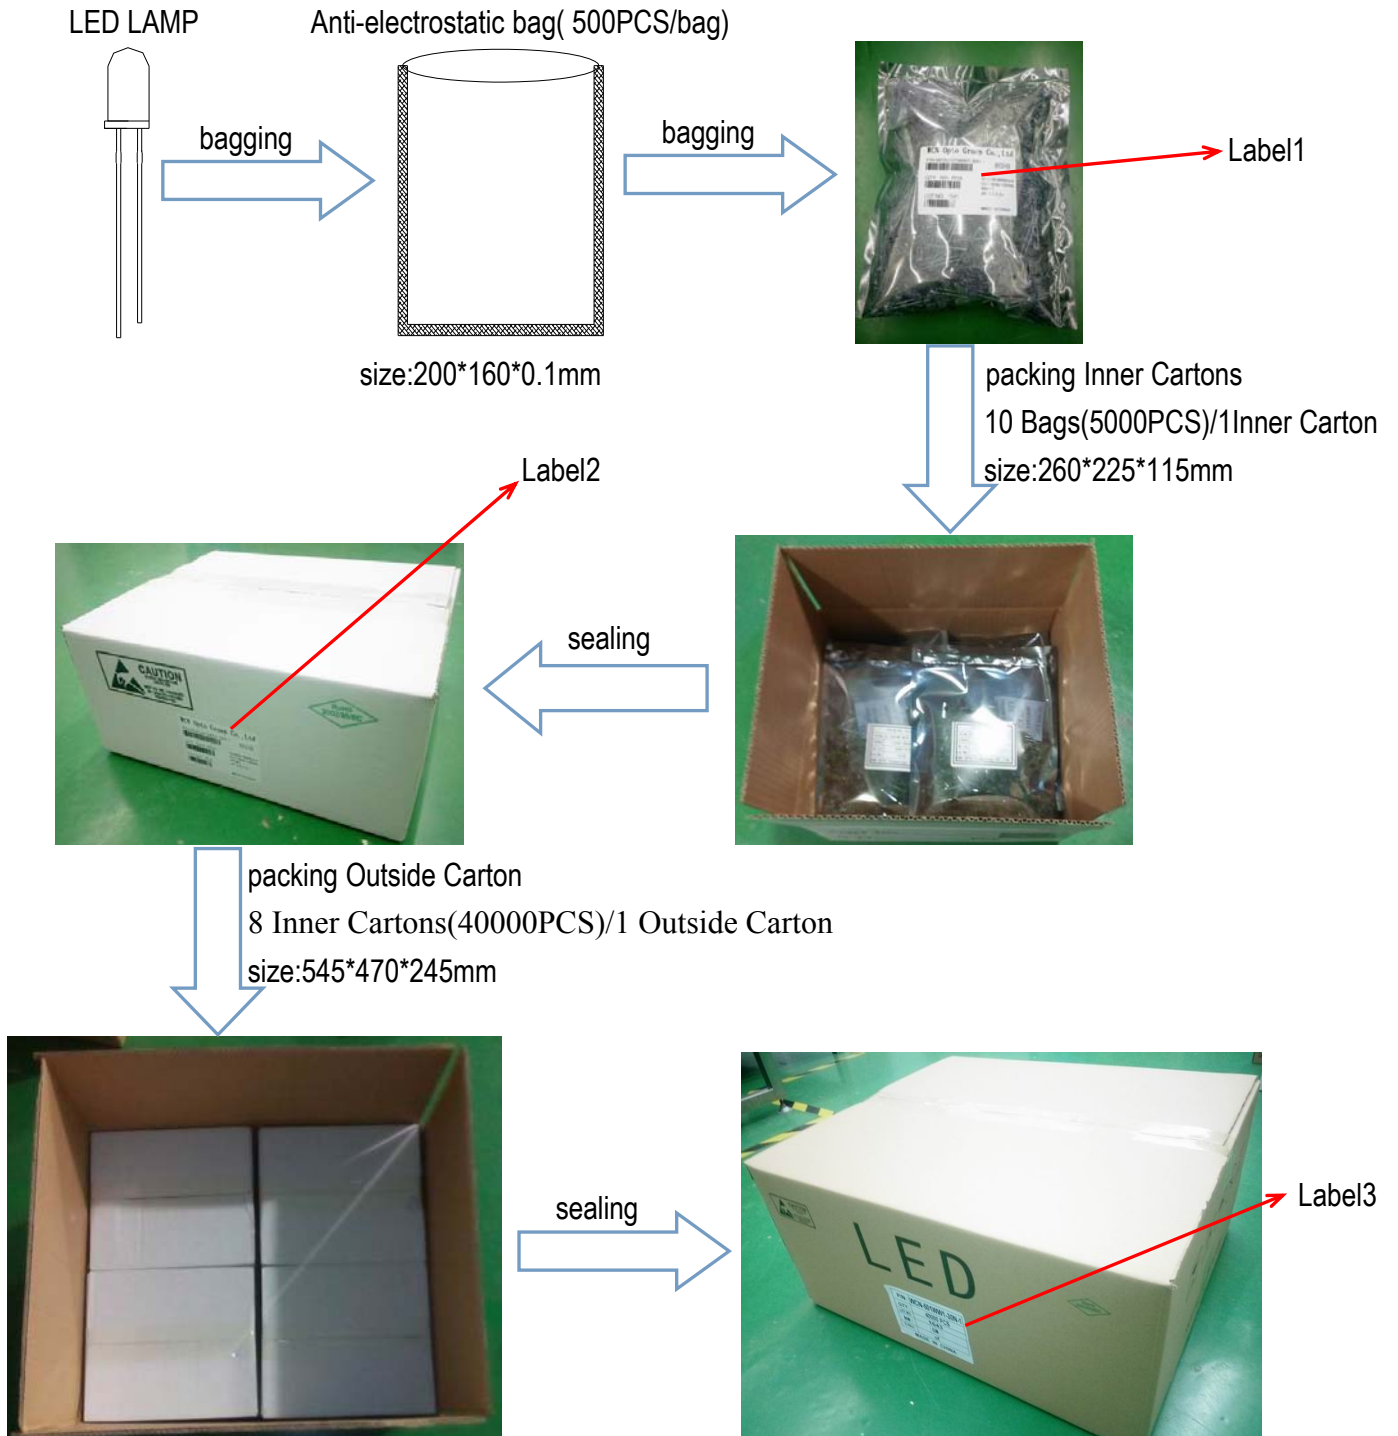 LED LAMP
Anti-electrostatic bag( 500PCS/bag)
bagging
bagging
Label1
size:200*160*0.1mm
packing Inner Cartons
10 Bags(5000PCS)/1Inner Carton
size:260*225*115mm
Label2
sealing
CAUTION
packing Outside Carton
8 Inner Cartons(40000PCS)/1 Outside Carton
size:545*470*245mm
sealing
Label3
LED